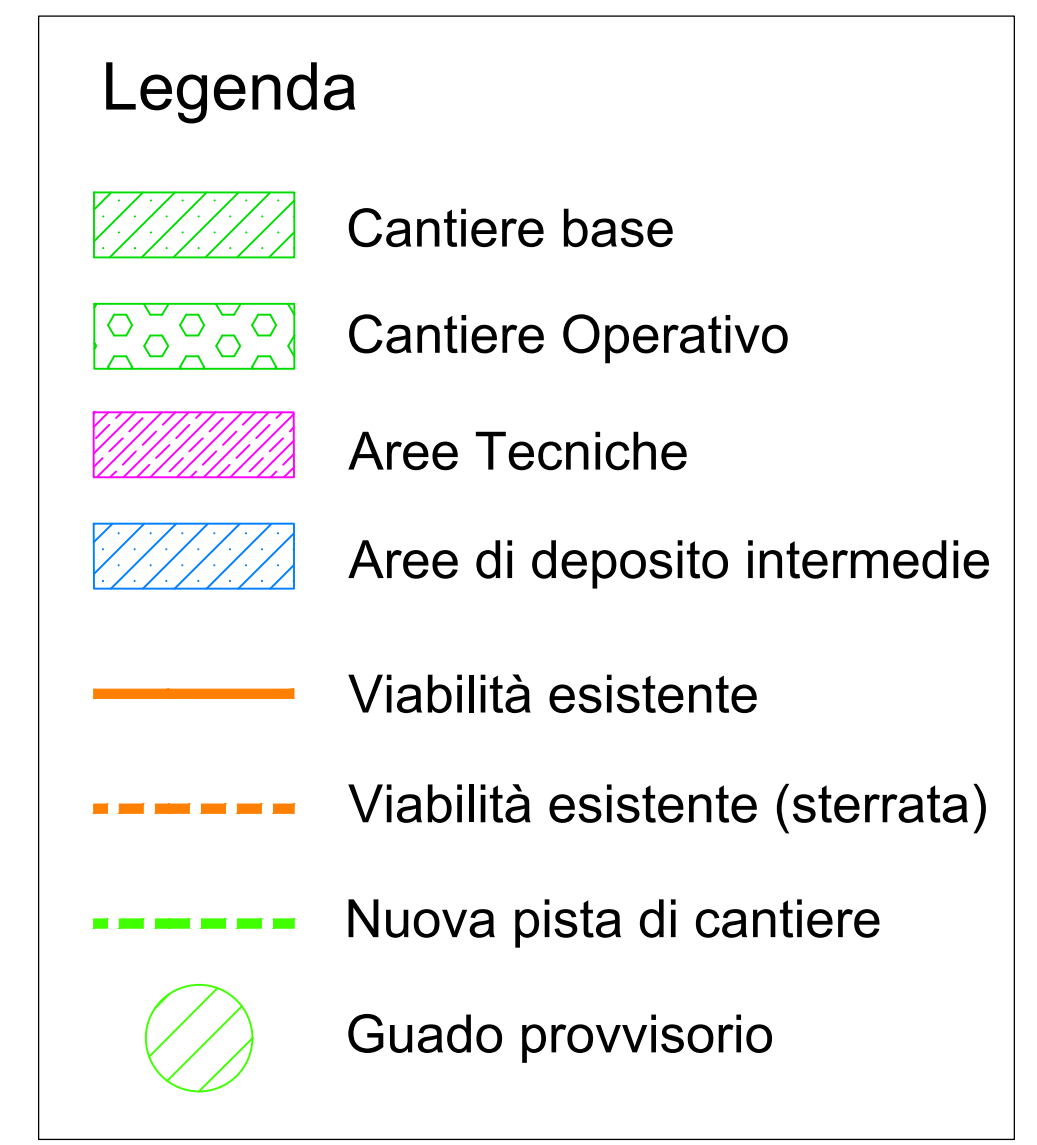 Legenda
Cantiere base
Cantiere Operativo
Aree Tecniche
Aree di deposito intermedie
Viabilità esistente
Viabilità esistente (sterrata)
Nuova pista di cantiere
Guado provvisorio